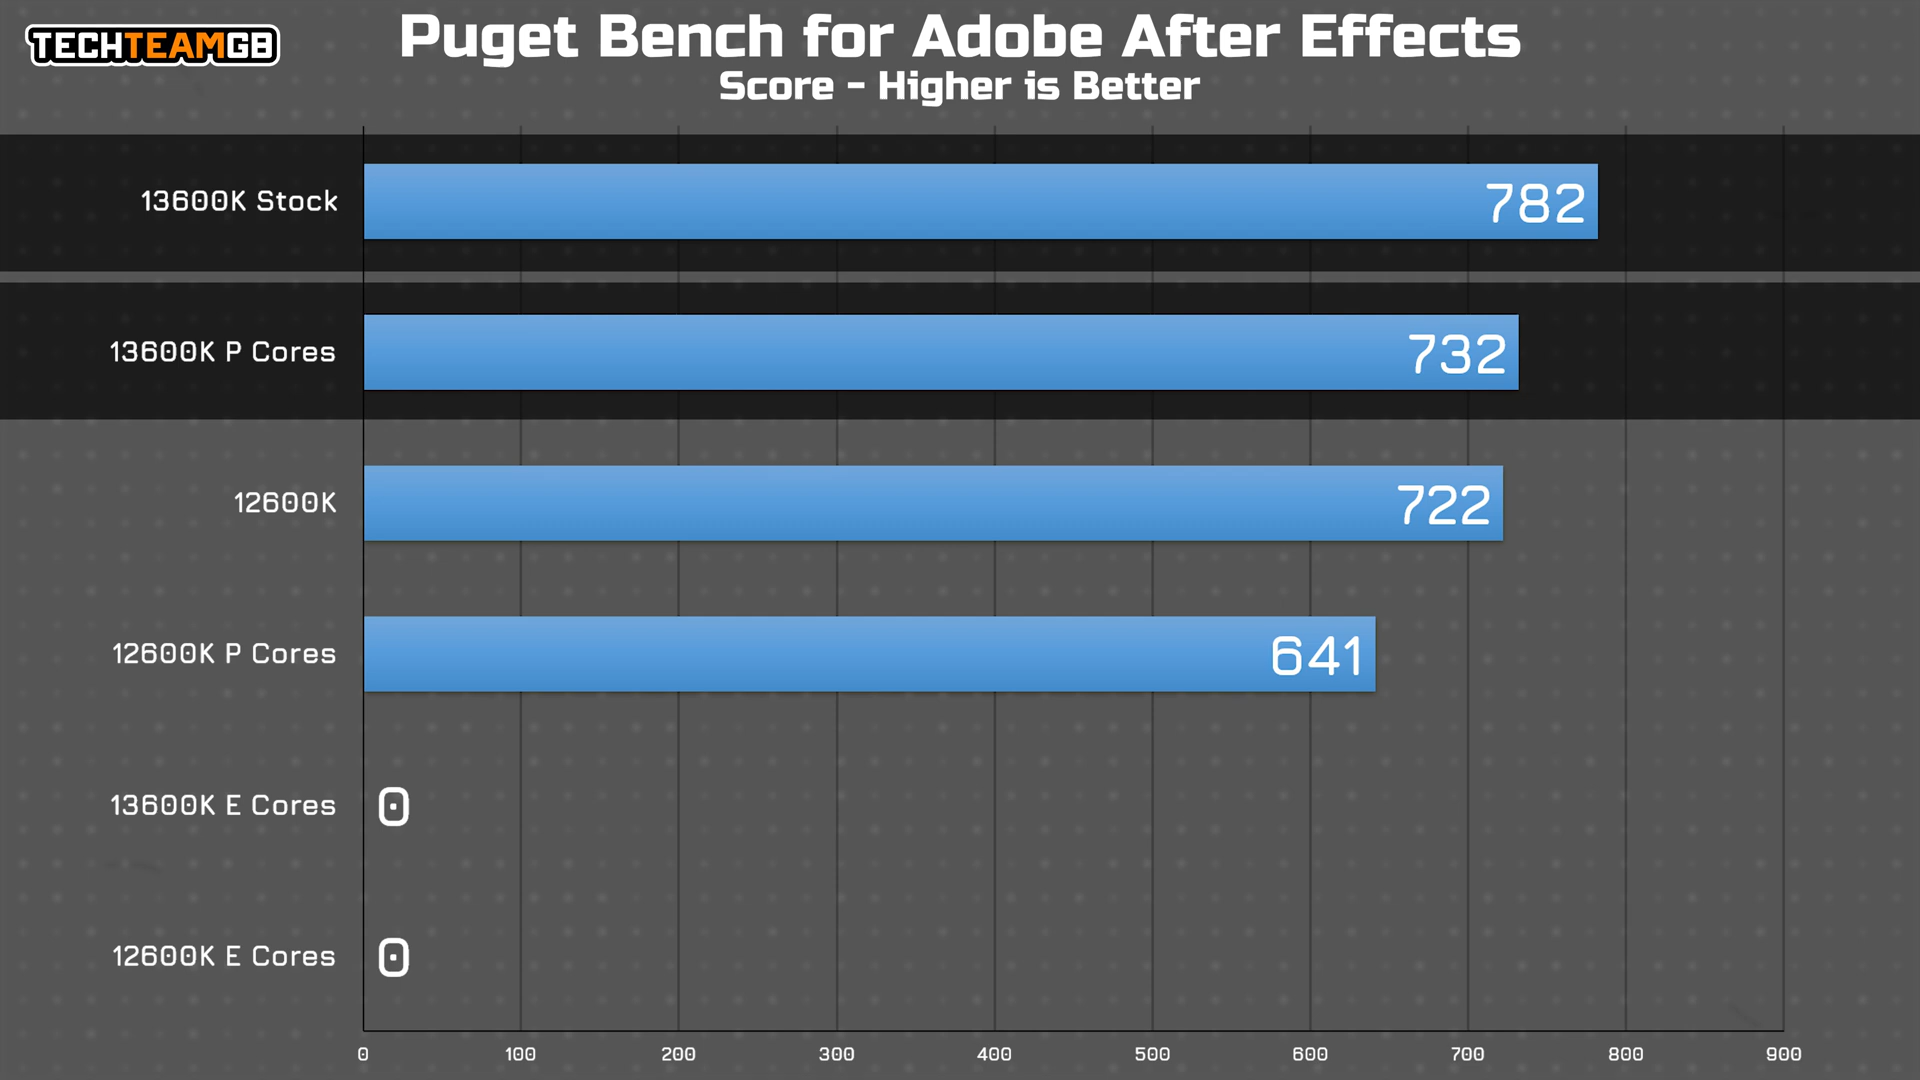 TECHTEAMGB
Puget Bench for Adobe After Effects
Score - Higher is Better
13600K Stock 782
13600K P Cores 732
12600K 722
12600K P Cores 641
13600K E Cores 0
12600K E Cores 0
0 100 200 300 400 500 600 700 800 900